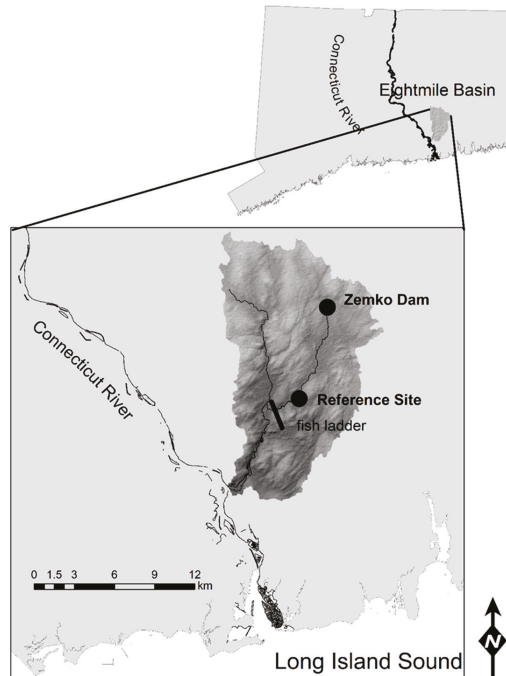 Connecticut River
Eightmile Basin
Connecticut River
Zemko Dam
Reference Site
fish ladder
0 1.5 3 6 9 12
km
Long Island Sound
N